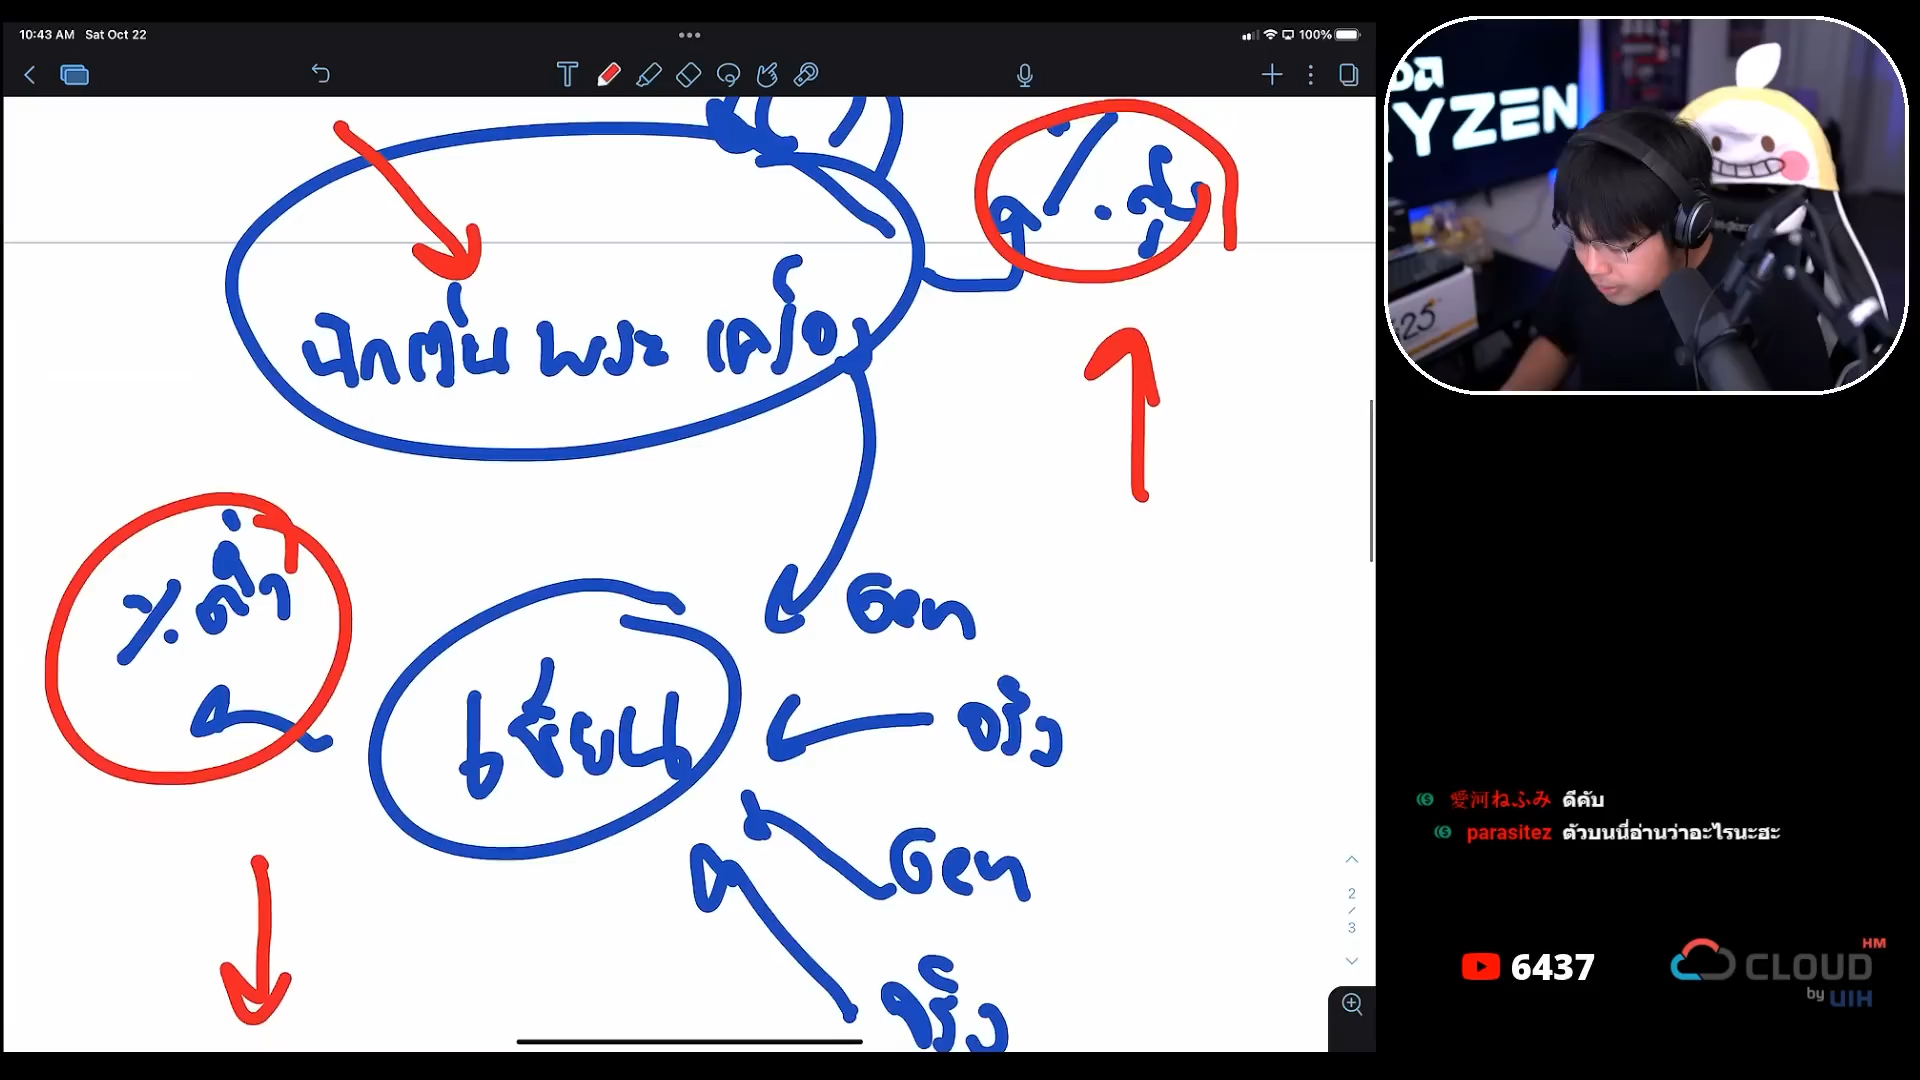 10:43 AM Sat Oct 22
100%
% สูง
นักตุ๋น พระ เครื่อง
% ต่ำ
Gen
เซียน
จริง
Gen
จริง
2
/
3
RYZEN
愛河ねふみ ดีคับ
parasitez ตัวบนนี่อ่านว่าอะไรนะฮะ
6437
CLOUD HM
by UIH